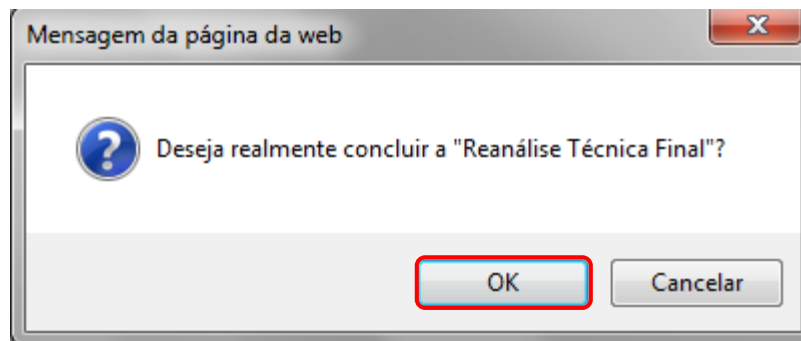 Mensagem da página da web
Deseja realmente concluir a "Reanálise Técnica Final"?
OK
Cancelar